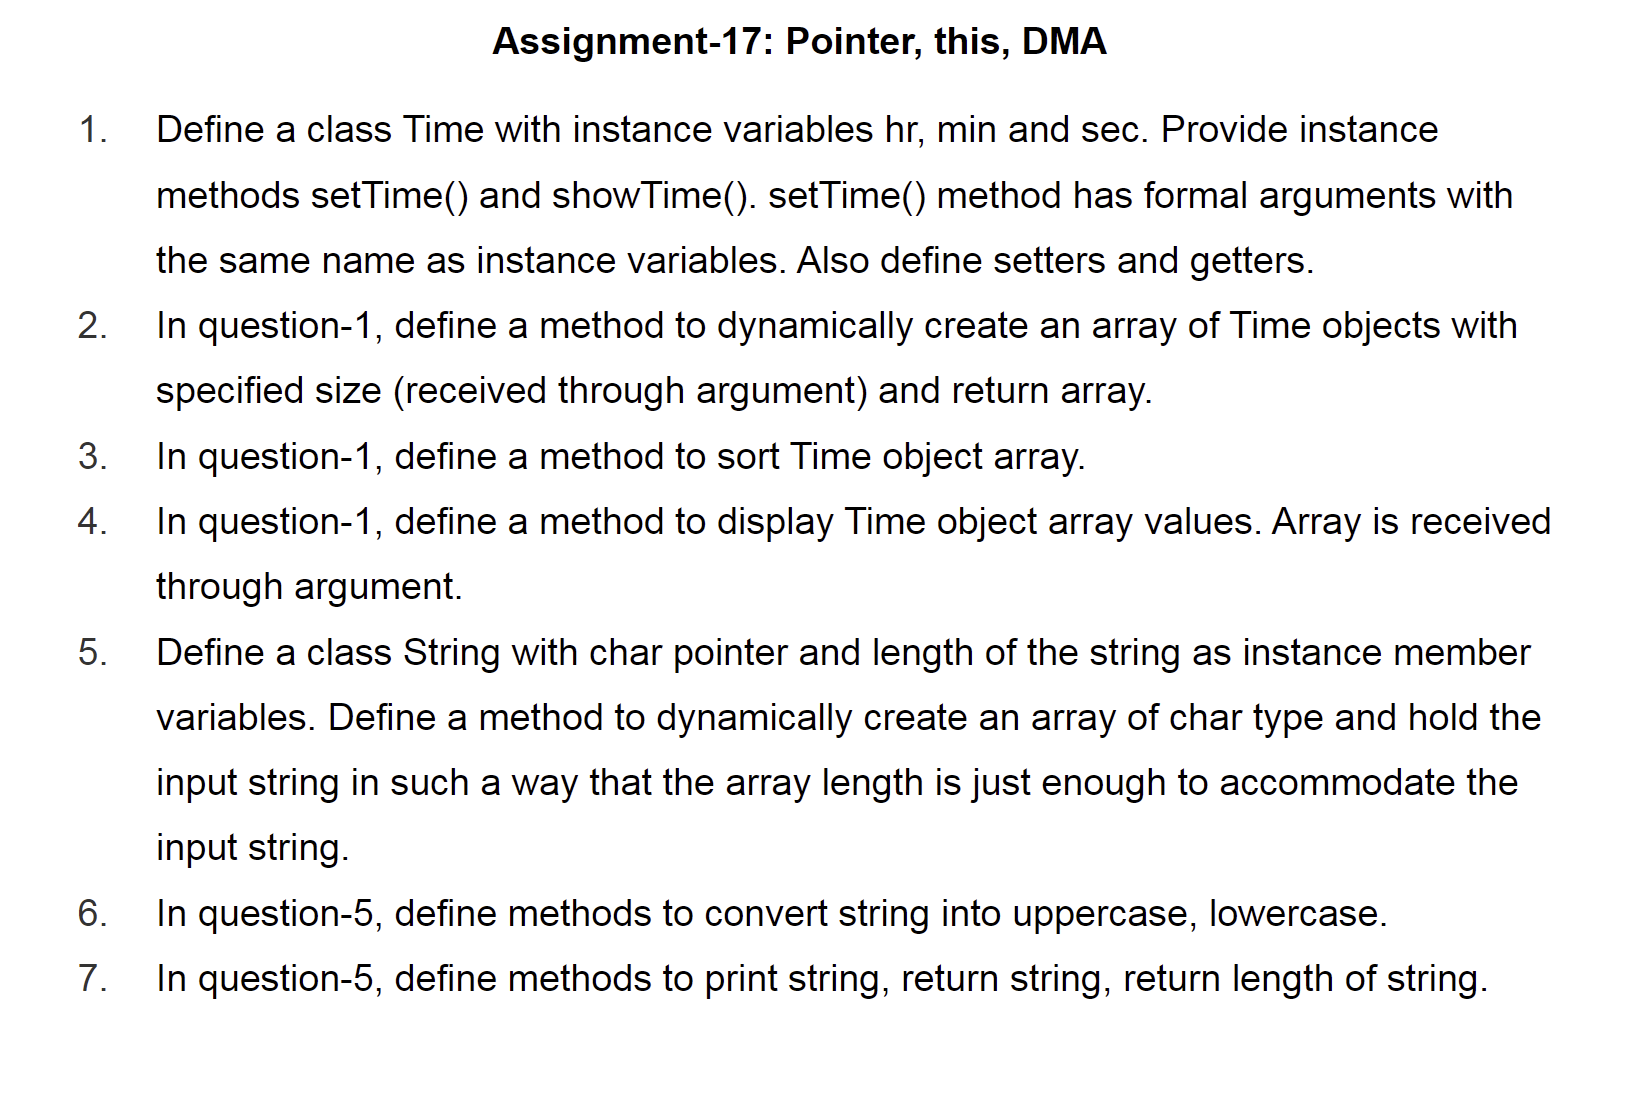 Assignment-17: Pointer, this, DMA
1. Define a class Time with instance variables hr, min and sec. Provide instance
methods setTime() and showTime(). setTime() method has formal arguments with
the same name as instance variables. Also define setters and getters.
2. In question-1, define a method to dynamically create an array of Time objects with
specified size (received through argument) and return array.
3. In question-1, define a method to sort Time object array.
4. In question-1, define a method to display Time object array values. Array is received
through argument.
5. Define a class String with char pointer and length of the string as instance member
variables. Define a method to dynamically create an array of char type and hold the
input string in such a way that the array length is just enough to accommodate the
input string.
6. In question-5, define methods to convert string into uppercase, lowercase.
7. In question-5, define methods to print string, return string, return length of string.